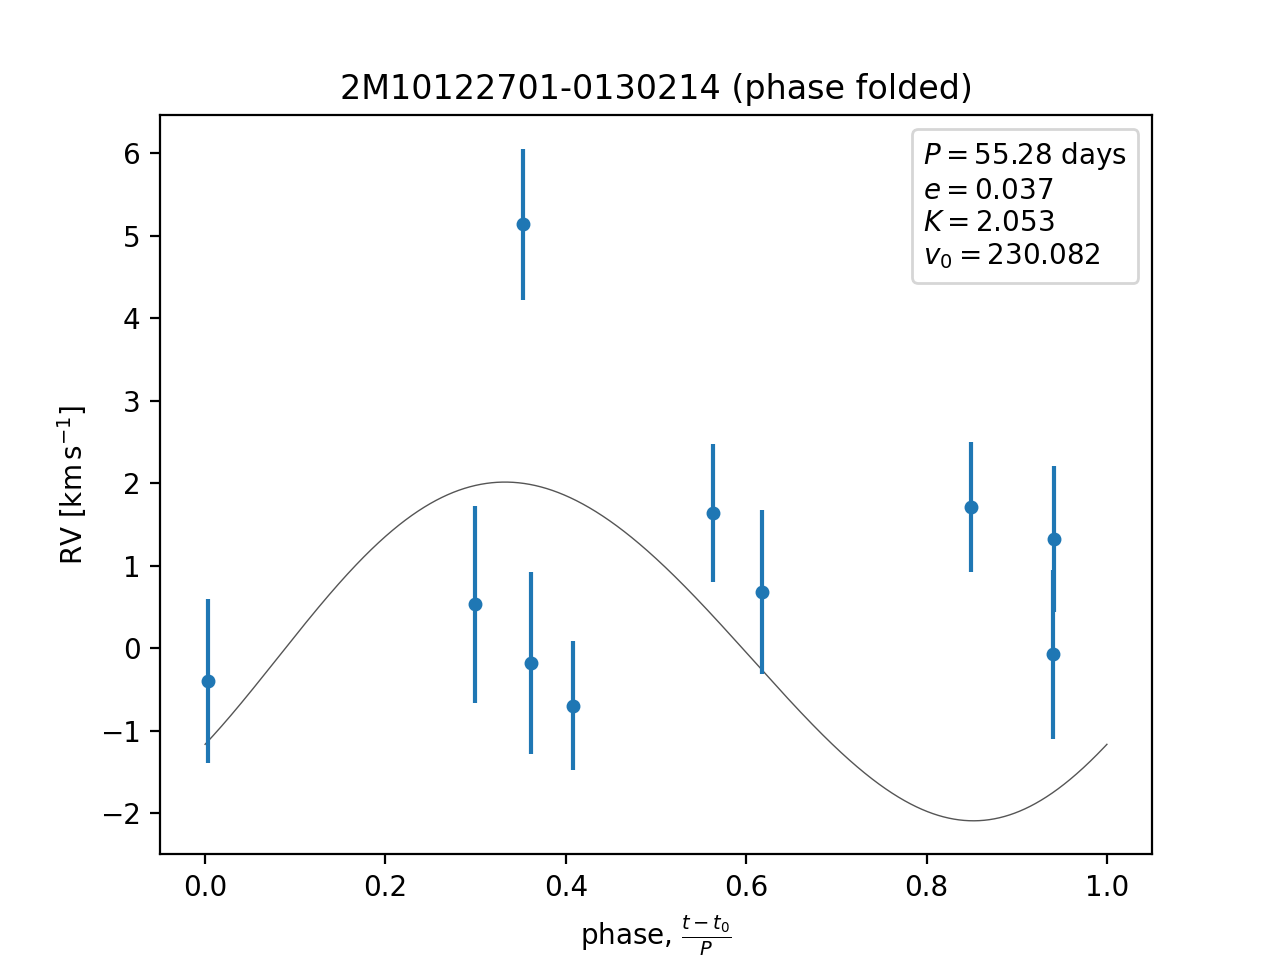 2M10122701-0130214 (phase folded)
P = 55.28 days
e = 0.037
K = 2.053
v₀ = 230.082
6
5
4
3
2
1
0
−1
−2
RV [km s⁻¹]
0.0 0.2 0.4 0.6 0.8 1.0
phase, (t − t₀)/P